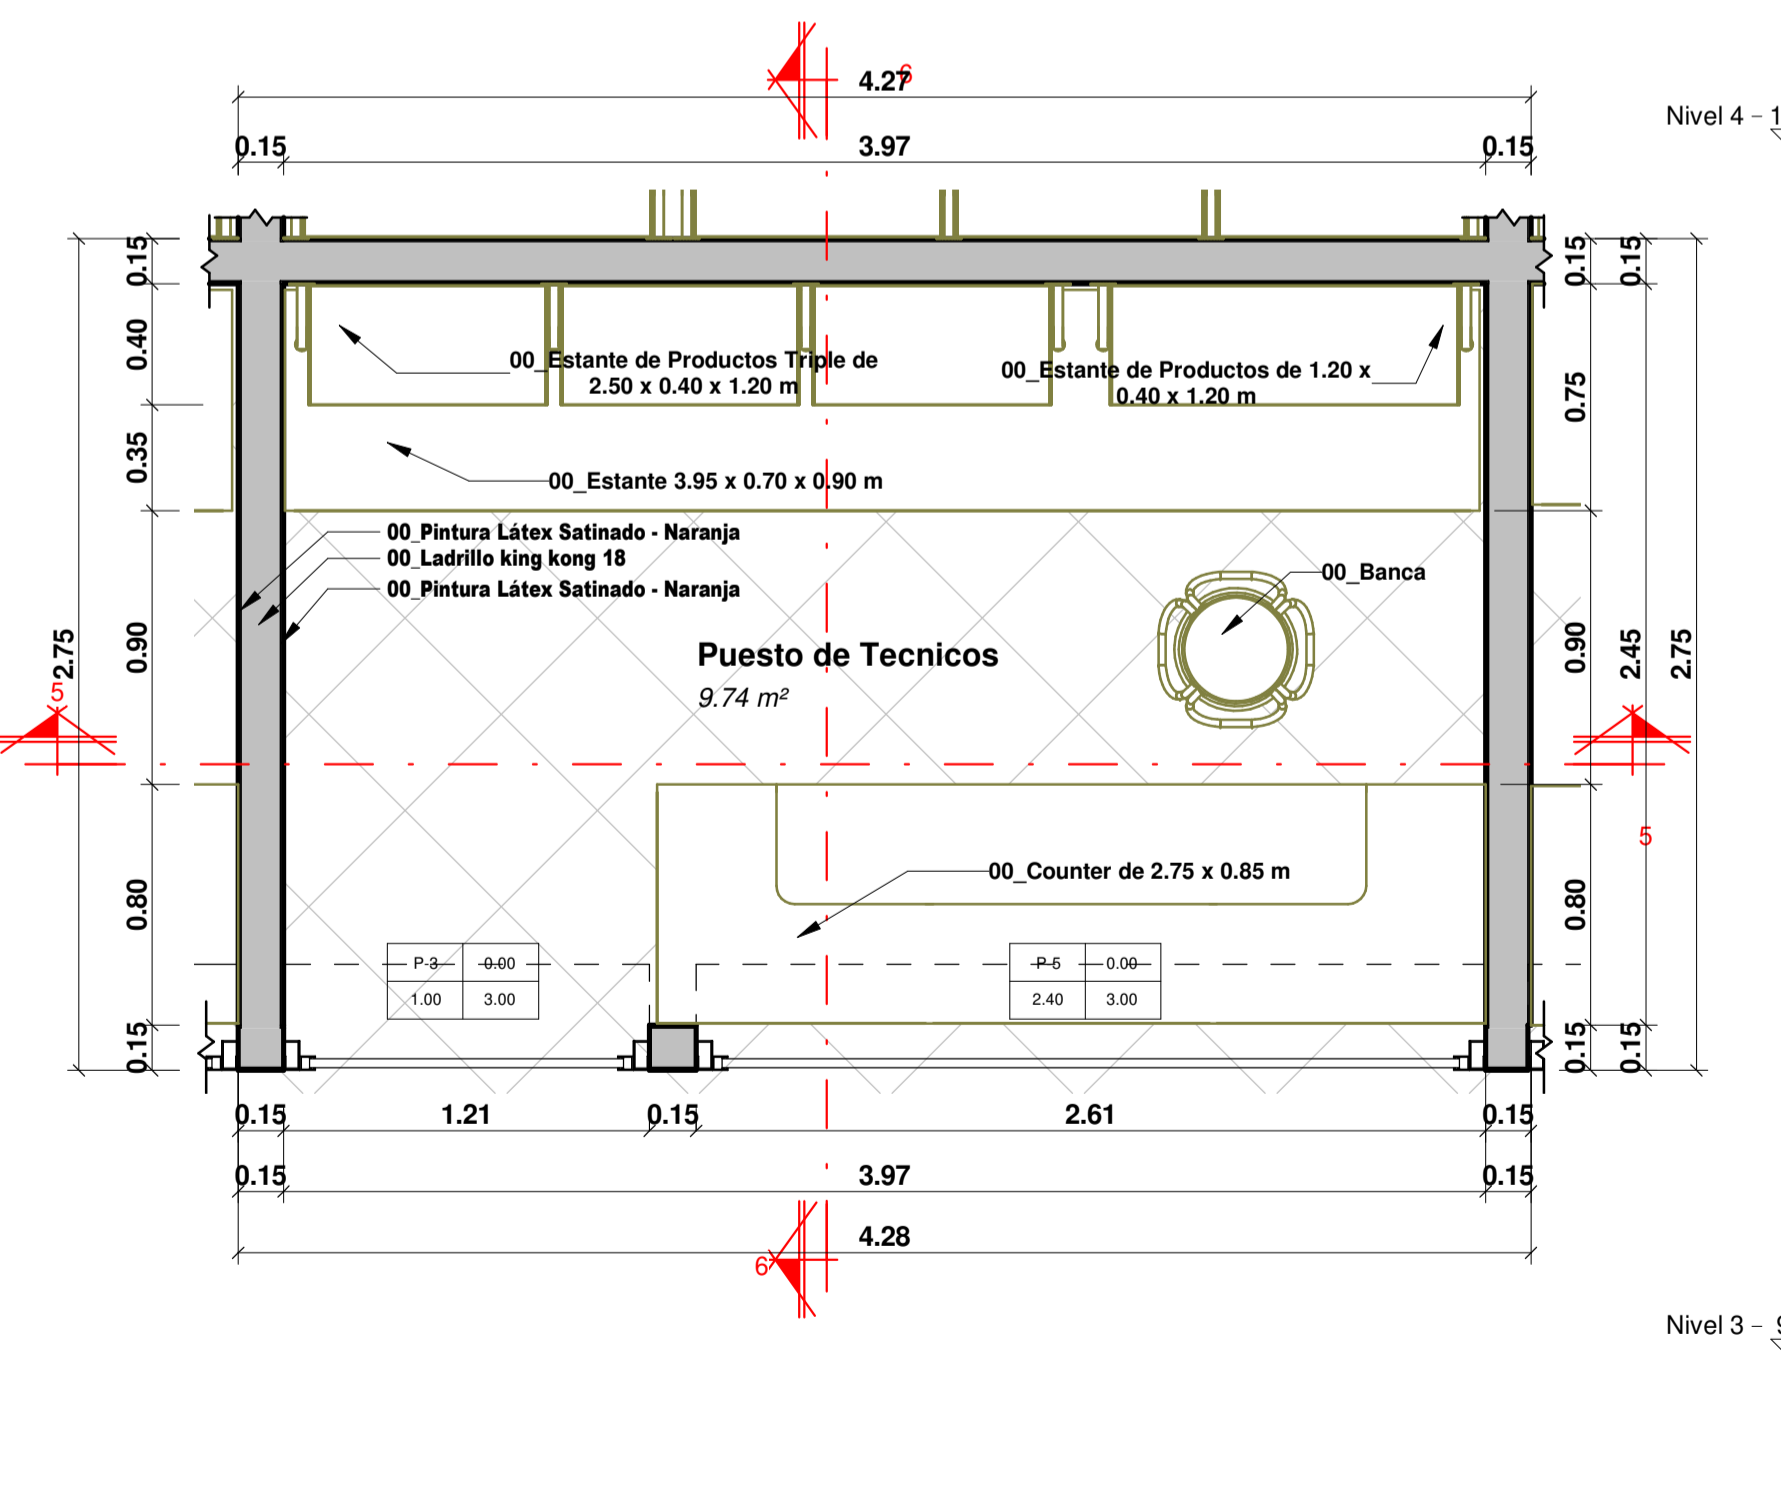 6
4.27
Nivel 4 – 1
0.15 3.97 0.15
0.15 0.15 0.15
0.40
00_Estante de Productos Triple de
2.50 x 0.40 x 1.20 m
00_Estante de Productos de 1.20 x
0.40 x 1.20 m
0.75
0.35
00_Estante 3.95 x 0.70 x 0.90 m
00_Pintura Látex Satinado - Naranja
00_Ladrillo king kong 18
00_Pintura Látex Satinado - Naranja
00_Banca
2.75 0.90
Puesto de Tecnicos
9.74 m²
0.90 2.45 2.75
5
5
00_Counter de 2.75 x 0.85 m
0.80 0.80
P-3 0.00
1.00 3.00
P-5 0.00
2.40 3.00
0.15 0.15 0.15
0.15 1.21 0.15 2.61 0.15
0.15 3.97 0.15
4.28
6
Nivel 3 –